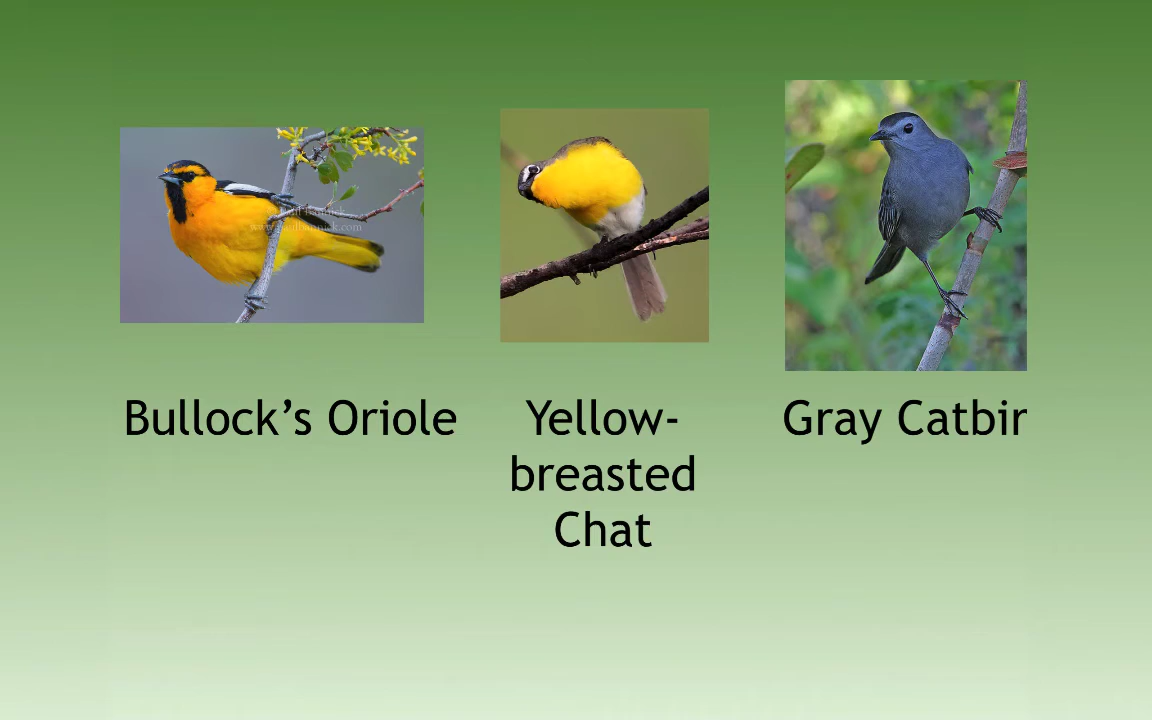 Bullock’s Oriole
Yellow-
breasted
Chat
Gray Catbir